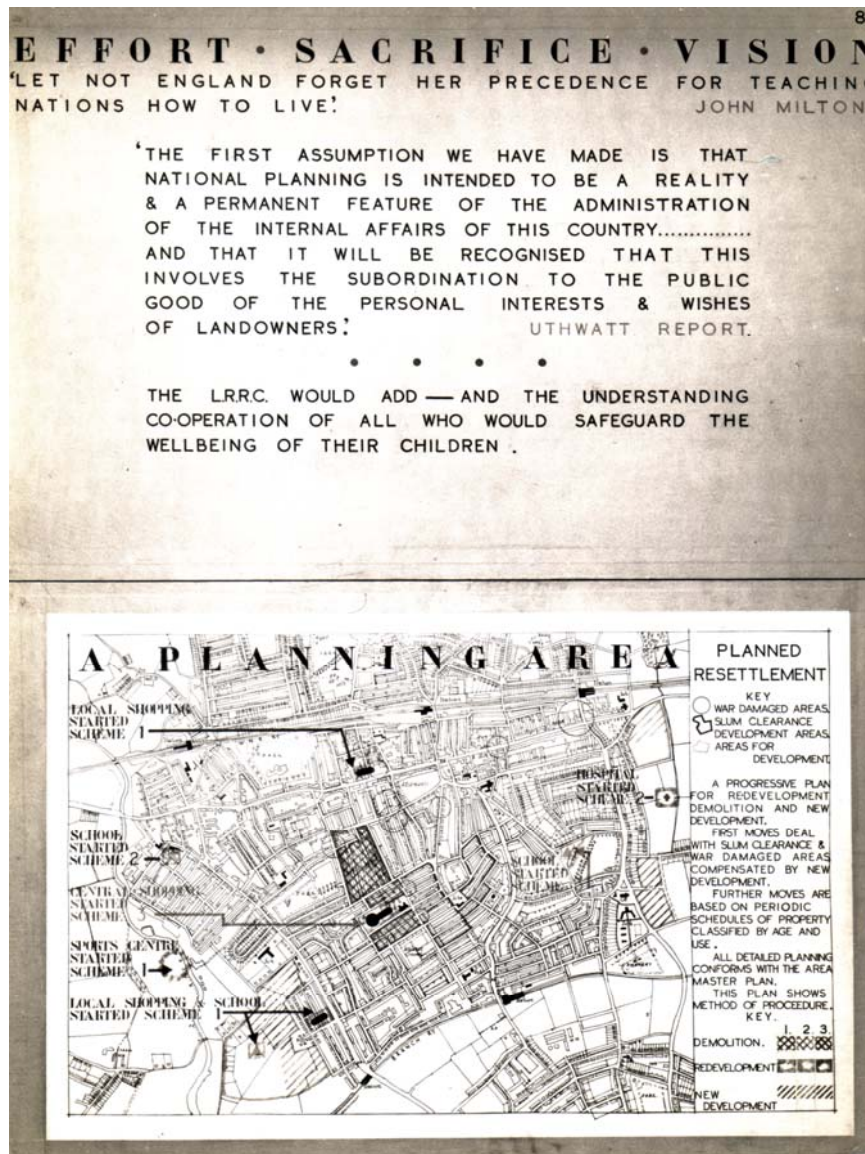 8
EFFORT • SACRIFICE • VISION
'LET NOT ENGLAND FORGET HER PRECEDENCE FOR TEACHING
NATIONS HOW TO LIVE'. JOHN MILTON
'THE FIRST ASSUMPTION WE HAVE MADE IS THAT
NATIONAL PLANNING IS INTENDED TO BE A REALITY
& A PERMANENT FEATURE OF THE ADMINISTRATION
OF THE INTERNAL AFFAIRS OF THIS COUNTRY...............
AND THAT IT WILL BE RECOGNISED THAT THIS
INVOLVES THE SUBORDINATION TO THE PUBLIC
GOOD OF THE PERSONAL INTERESTS & WISHES
OF LANDOWNERS'. UTHWATT REPORT.
• • • •
THE L.R.R.C. WOULD ADD — AND THE UNDERSTANDING
CO-OPERATION OF ALL WHO WOULD SAFEGUARD THE
WELLBEING OF THEIR CHILDREN .
A PLANNING AREA
LOCAL SHOPPING
STARTED
SCHEME 1
HOSPITAL
STARTED
SCHEME 2
SCHOOL
STARTED
SCHEME 2
SCHOOL
STARTED
SCHEME
CENTRAL SHOPPING
STARTED
SCHEME
SPORTS CENTRE
STARTED
SCHEME 1
LOCAL SHOPPING & SCHOOL
STARTED SCHEME 1
PLANNED
RESETTLEMENT
KEY
WAR DAMAGED AREAS.
SLUM CLEARANCE
DEVELOPMENT AREAS.
AREAS FOR
DEVELOPMENT.
A PROGRESSIVE PLAN
FOR REDEVELOPMENT
DEMOLITION AND NEW
DEVELOPMENT.
FIRST MOVES DEAL
WITH SLUM CLEARANCE &
WAR DAMAGED AREAS
COMPENSATED BY NEW
DEVELOPMENT.
FURTHER MOVES ARE
BASED ON PERIODIC
SCHEDULES OF PROPERTY
CLASSIFIED BY AGE AND
USE.
ALL DETAILED PLANNING
CONFORMS WITH THE AREA
MASTER PLAN.
THIS PLAN SHOWS
METHOD OF PROCEEDURE.
KEY.
1. 2. 3.
DEMOLITION.
REDEVELOPMENT
NEW
DEVELOPMENT